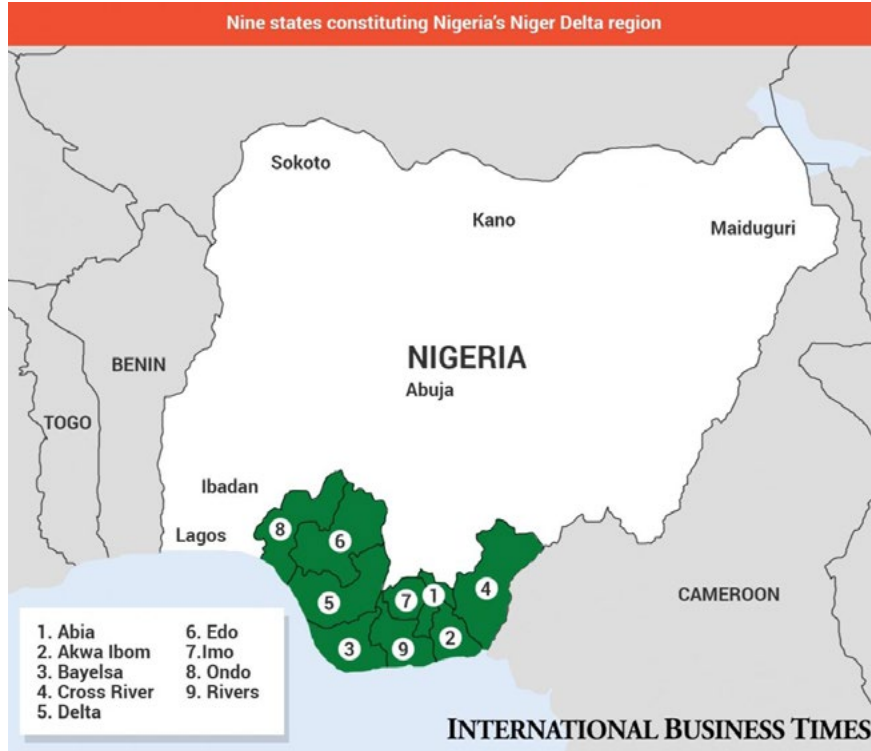 Nine states constituting Nigeria's Niger Delta region
Sokoto
Kano
Maiduguri
NIGERIA
Abuja
BENIN
TOGO
Ibadan
Lagos
8
6
5
7
1
4
3
9
2
CAMEROON
1. Abia
2. Akwa Ibom
3. Bayelsa
4. Cross River
5. Delta
6. Edo
7.Imo
8. Ondo
9. Rivers
INTERNATIONAL BUSINESS TIMES